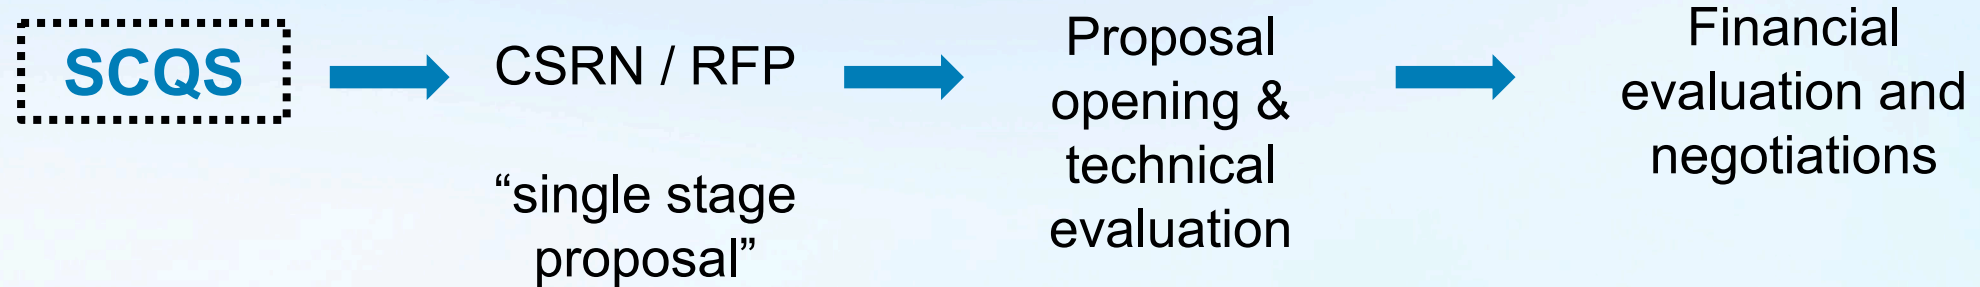 SCQS
CSRN / RFP
“single stage
proposal”
Proposal
opening &
technical
evaluation
Financial
evaluation and
negotiations